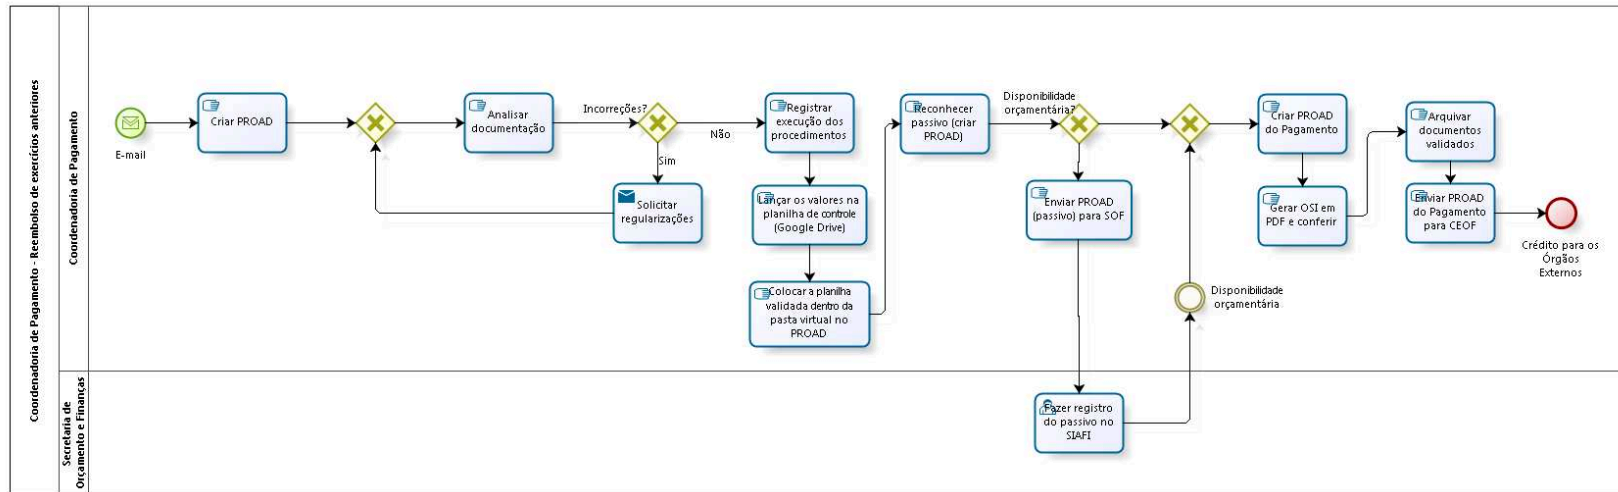 Coordenadoria de Pagamento - Reembolso de exercícios anteriores
Coordenadoria de Pagamento
E-mail
Criar PROAD
Analisar
documentação
Incorreções?
Não
Sim
Solicitar
regularizações
Registrar
execução dos
procedimentos
Lançar os valores na
planilha de controle
(Google Drive)
Colocar a planilha
validada dentro da
pasta virtual no
PROAD
Reconhecer
passivo (criar
PROAD)
Disponibilidade
orçamentária?
Enviar PROAD
(passivo) para SOF
Disponibilidade
orçamentária
Criar PROAD
do Pagamento
Gerar OSI em
PDF e conferir
Arquivar
documentos
validados
Enviar PROAD
do Pagamento
para CEOF
Crédito para os
Órgãos
Externos
Secretaria de
Orçamento e Finanças
Fazer registro
do passivo no
SIAFI